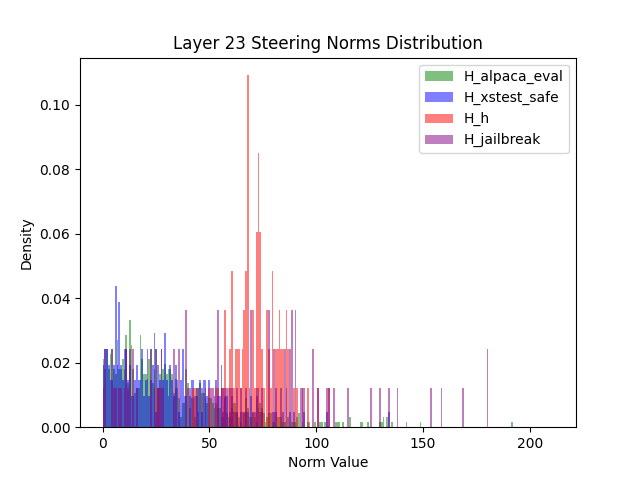 Layer 23 Steering Norms Distribution
H_alpaca_eval
H_xstest_safe
H_h
H_jailbreak
0.10
0.08
0.06
0.04
0.02
0.00
Density
0 50 100 150 200
Norm Value